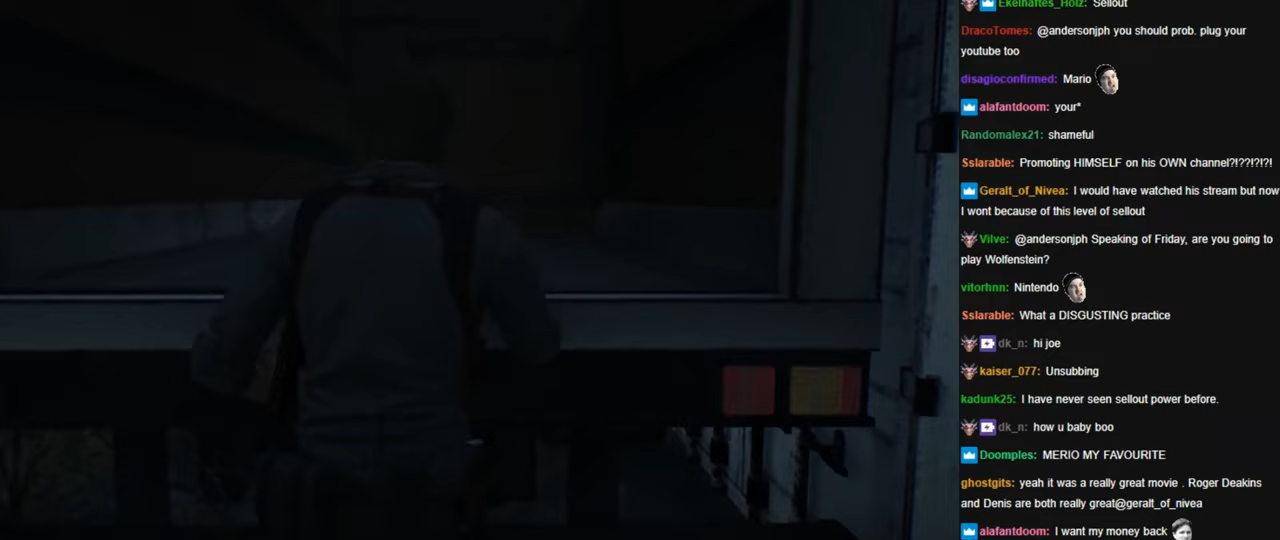 Ekelhaftes_Holz: Sellout
DracoTomes: @andersonjph you should prob. plug your
youtube too
disagioconfirmed: Mario
alafantdoom: your*
Randomalex21: shameful
Sslarable: Promoting HIMSELF on his OWN channel?!??!?!?!
Geralt_of_Nivea: I would have watched his stream but now
I wont because of this level of sellout
Vilve: @andersonjph Speaking of Friday, are you going to
play Wolfenstein?
vitorhnn: Nintendo
Sslarable: What a DISGUSTING practice
dk_n: hi joe
kaiser_077: Unsubbing
kadunk25: I have never seen sellout power before.
dk_n: how u baby boo
Doomples: MERIO MY FAVOURITE
ghostgits: yeah it was a really great movie . Roger Deakins
and Denis are both really great@geralt_of_nivea
alafantdoom: I want my money back